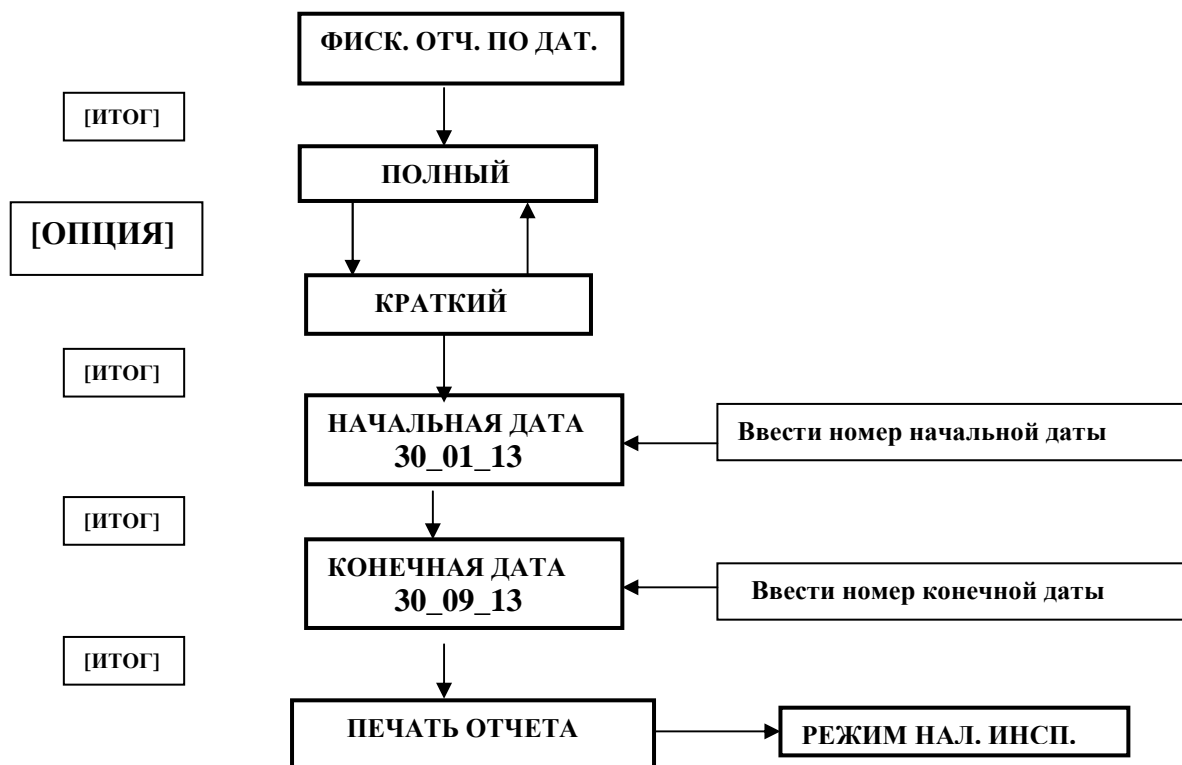 ФИСК. ОТЧ. ПО ДАТ.
[ИТОГ]
ПОЛНЫЙ
[ОПЦИЯ]
КРАТКИЙ
[ИТОГ]
НАЧАЛЬНАЯ ДАТА
30_01_13
Ввести номер начальной даты
[ИТОГ]
КОНЕЧНАЯ ДАТА
30_09_13
Ввести номер конечной даты
[ИТОГ]
ПЕЧАТЬ ОТЧЕТА
РЕЖИМ НАЛ. ИНСП.